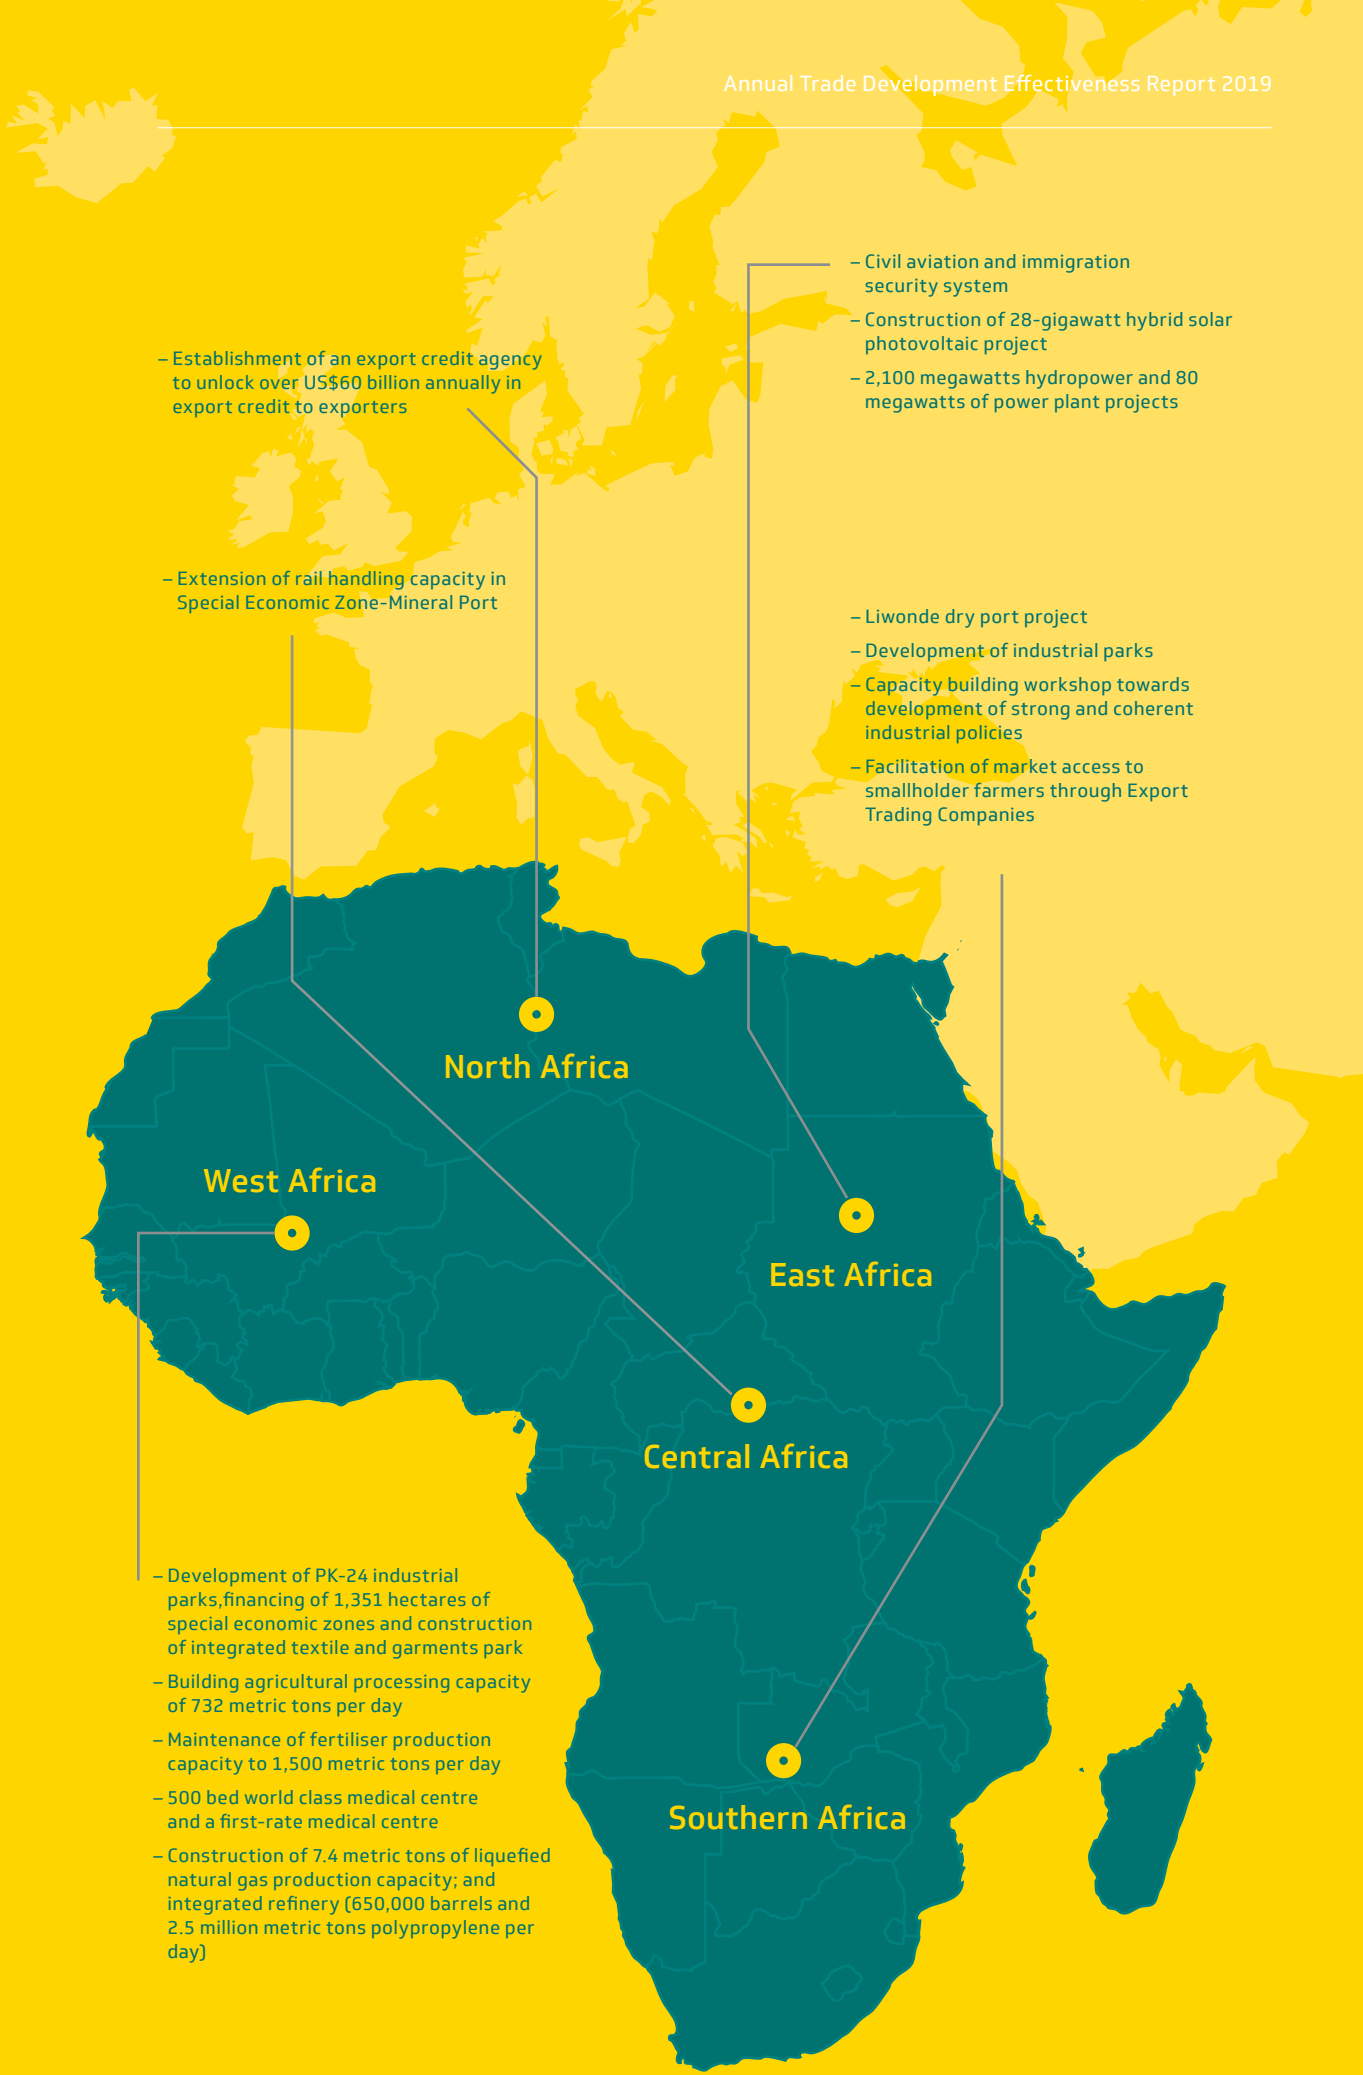 Annual Trade Development Effectiveness Report 2019
– Civil aviation and immigration
security system
– Construction of 28-gigawatt hybrid solar
photovoltaic project
– 2,100 megawatts hydropower and 80
megawatts of power plant projects
– Establishment of an export credit agency
to unlock over US$60 billion annually in
export credit to exporters
– Extension of rail handling capacity in
Special Economic Zone-Mineral Port
– Liwonde dry port project
– Development of industrial parks
– Capacity building workshop towards
development of strong and coherent
industrial policies
– Facilitation of market access to
smallholder farmers through Export
Trading Companies
North Africa
West Africa
East Africa
Central Africa
Southern Africa
– Development of PK-24 industrial
parks,financing of 1,351 hectares of
special economic zones and construction
of integrated textile and garments park
– Building agricultural processing capacity
of 732 metric tons per day
– Maintenance of fertiliser production
capacity to 1,500 metric tons per day
– 500 bed world class medical centre
and a first-rate medical centre
– Construction of 7.4 metric tons of liquefied
natural gas production capacity; and
integrated refinery (650,000 barrels and
2.5 million metric tons polypropylene per
day)